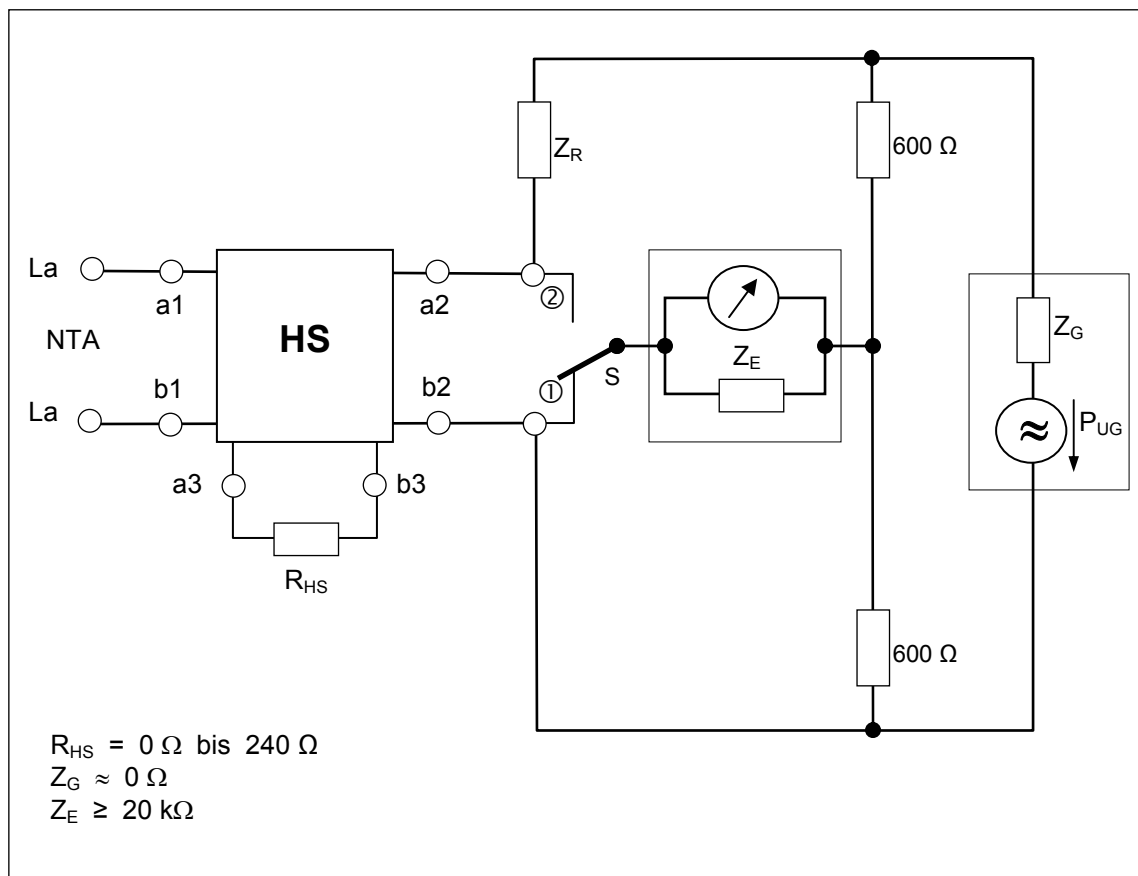 Z_R
600 Ω
La
a1
a2
②
HS
NTA
Z_E
Z_G
S
①
La
b1
b2
P_UG
≈
a3
b3
R_HS
600 Ω
R_HS = 0 Ω bis 240 Ω
Z_G ≈ 0 Ω
Z_E ≥ 20 kΩ